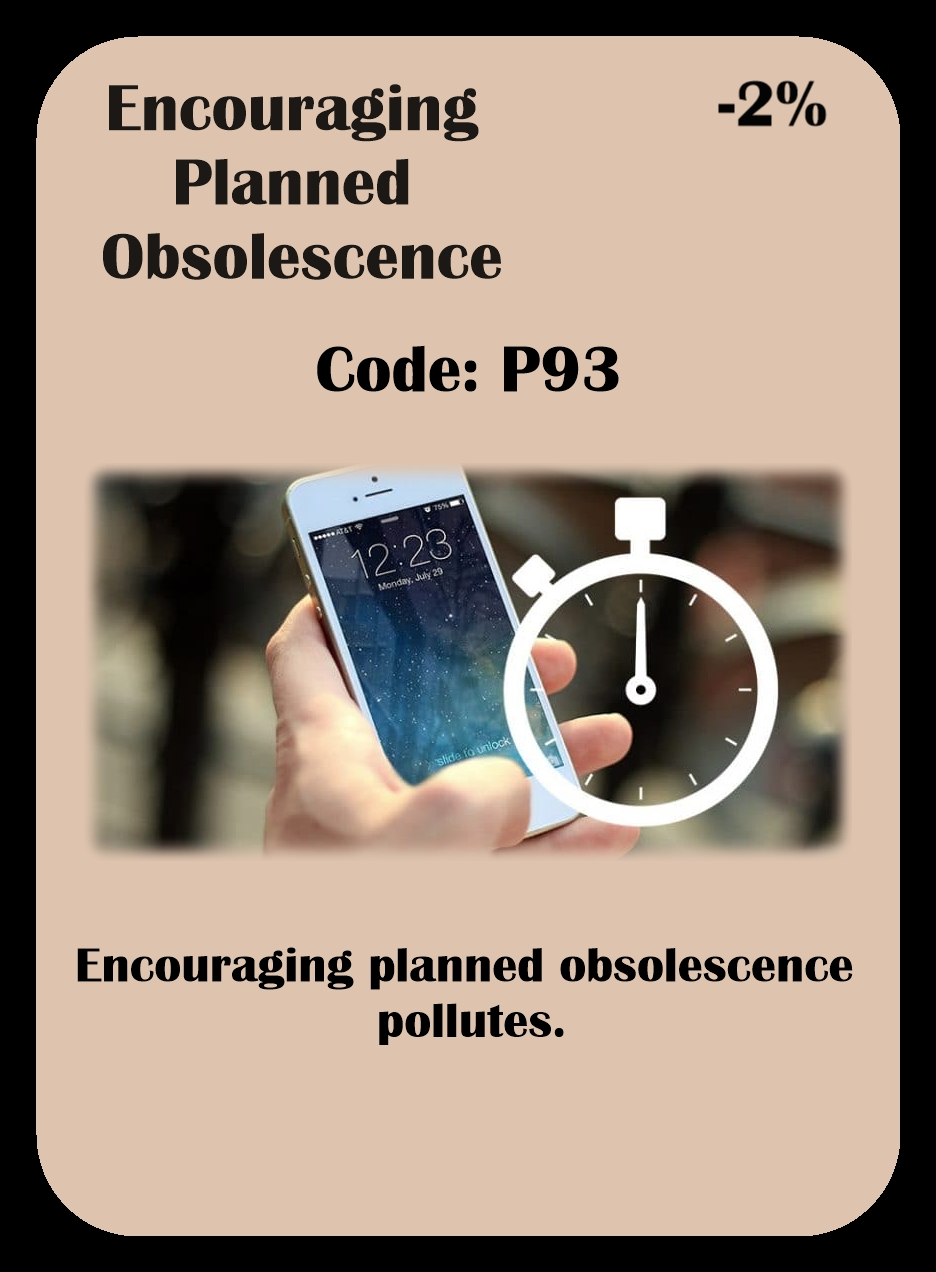 Encouraging
Planned
Obsolescence
-2%
Code: P93
AT&T
75%
12:23
Monday, July 29
slide to unlock
Encouraging planned obsolescence
pollutes.